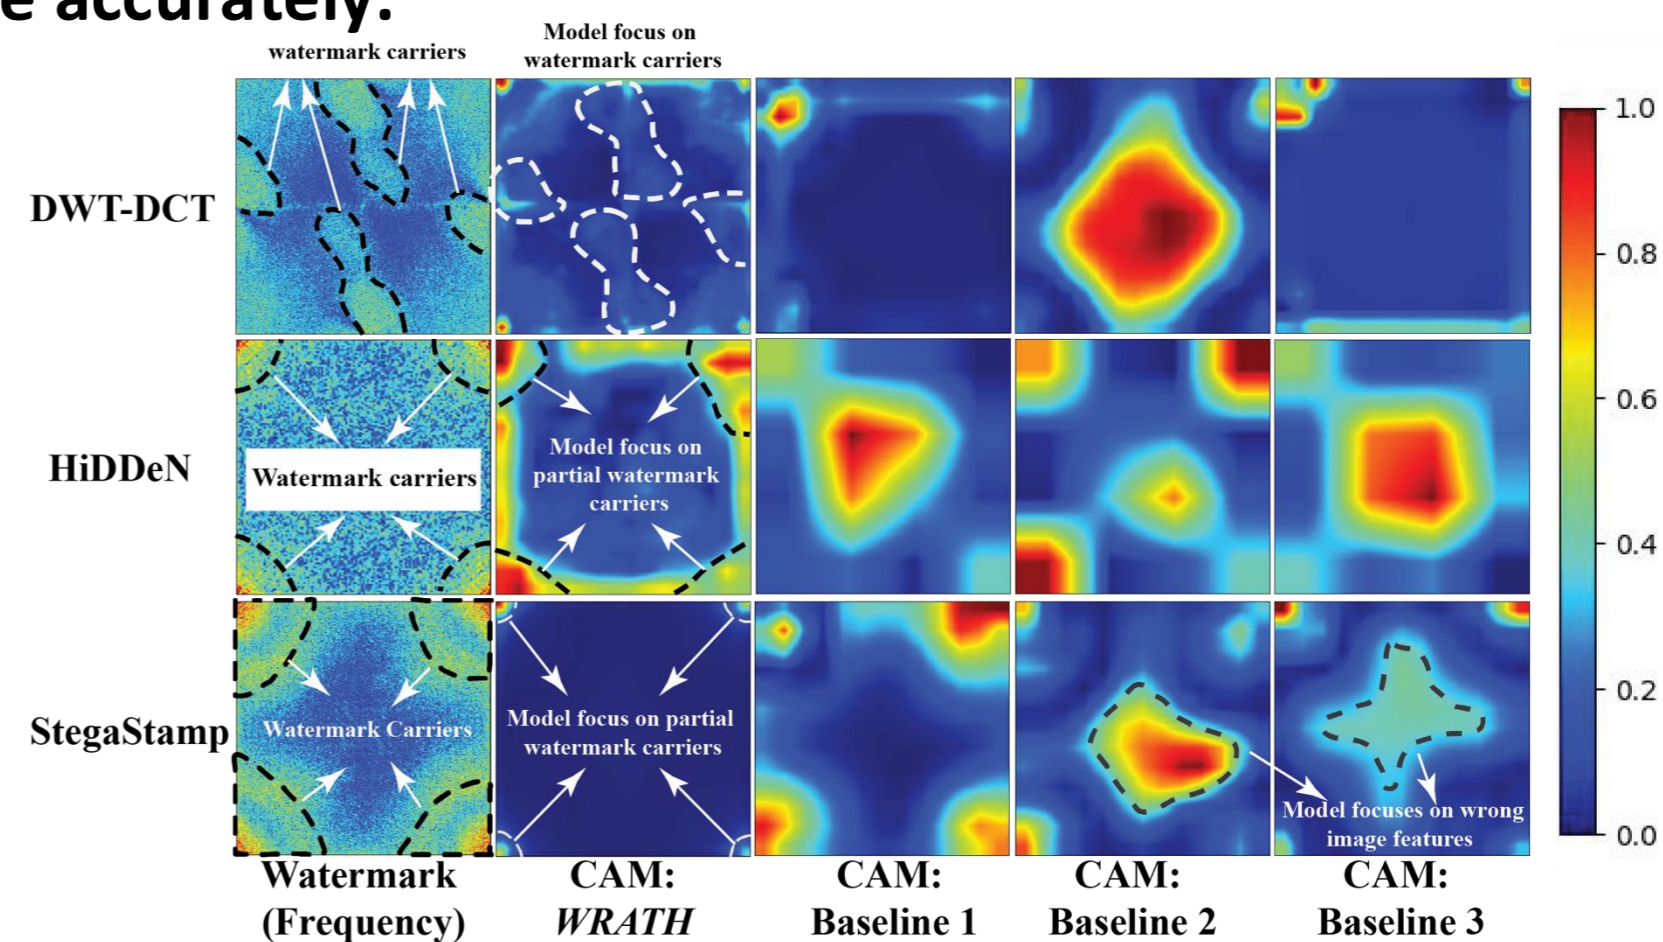 e accurately.
watermark carriers
Model focus on
watermark carriers
DWT-DCT
1.0
0.8
HiDDeN
Watermark carriers
Model focus on
partial watermark
carriers
0.6
0.4
StegaStamp
Watermark Carriers
Model focus on partial
watermark carriers
Model focuses on wrong
image features
0.2
0.0
Watermark
(Frequency)
CAM:
WRATH
CAM:
Baseline 1
CAM:
Baseline 2
CAM:
Baseline 3